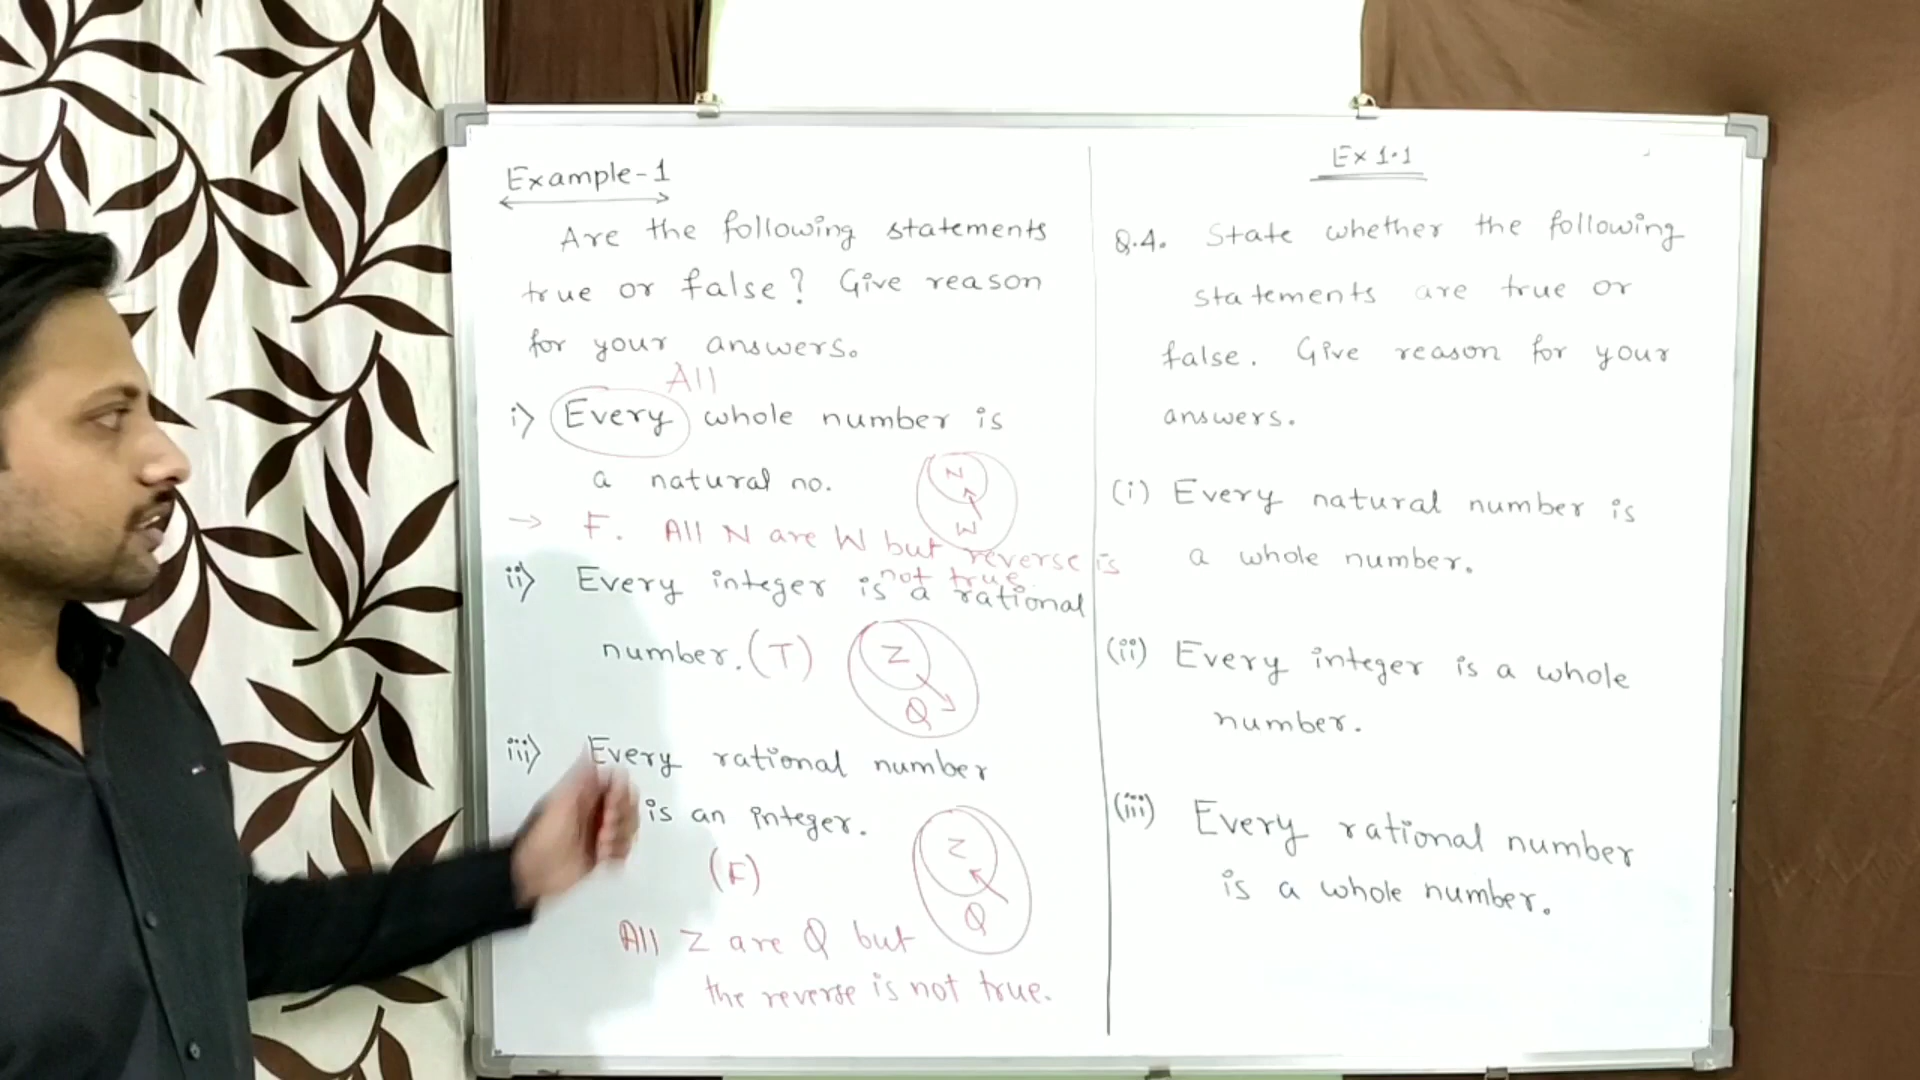 Example-1
Are the following statements
true or false? Give reason
for your answers.
All
i) Every whole number is
a natural no.
N
W
→ F. All N are W but reverse is
not true.
ii) Every integer is a rational
number. (T)
Z
Q
iii) Every rational number
is an integer.
(F)
Z
Q
All Z are Q but
the reverse is not true.
Ex 1.1
Q.4. State whether the following
statements are true or
false. Give reason for your
answers.
(i) Every natural number is
a whole number.
(ii) Every integer is a whole
number.
(iii) Every rational number
is a whole number.